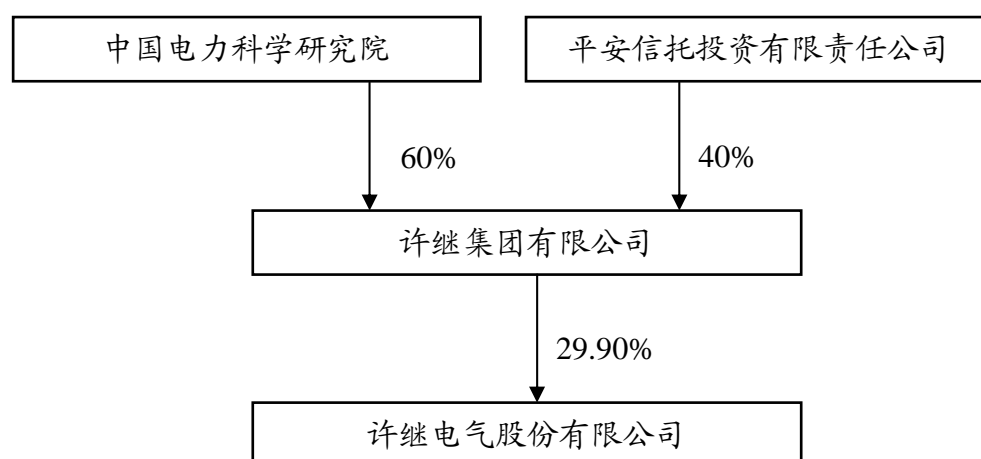 中国电力科学研究院
平安信托投资有限责任公司
60%
40%
许继集团有限公司
29.90%
许继电气股份有限公司